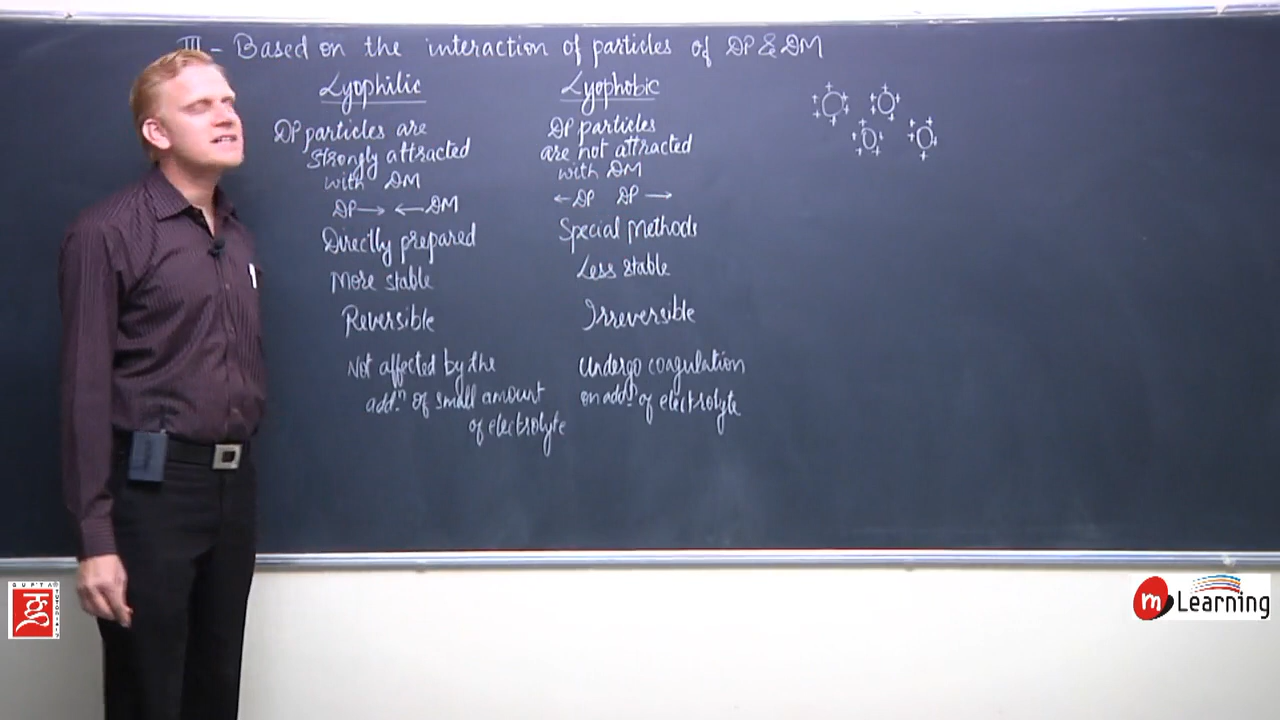 III - Based on the interaction of particles of DP & DM
Lyophilic
DP particles are
strongly attracted
with DM
DP→ ←DM
Directly prepared
More stable
Reversible
Not affected by the
addn. of small amount
of electrolyte
Lyophobic
DP particles
are not attracted
with DM
←DP DP→
Special Methods
Less stable
Irreversible
Undergo coagulation
on addn. of electrolyte
GUPTA
TUTORIALS
m Learning